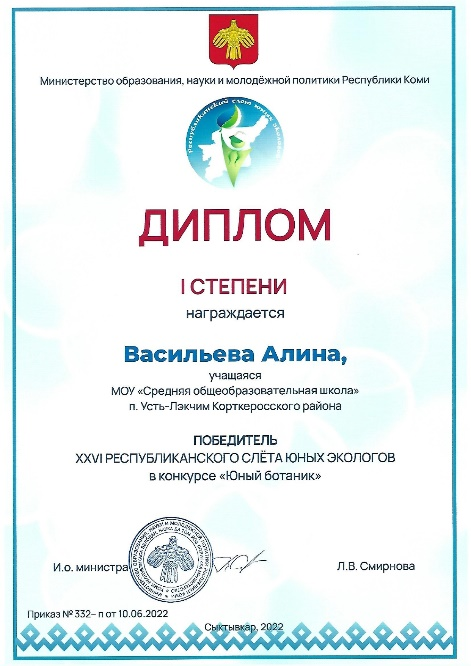 Министерство образования, науки и молодёжной политики Республики Коми
Республиканский слёт юных экологов
ДИПЛОМ
I СТЕПЕНИ
награждается
Васильева Алина,
учащаяся
МОУ «Средняя общеобразовательная школа»
п. Усть-Лэкчим Корткеросского района
ПОБЕДИТЕЛЬ
XXVI РЕСПУБЛИКАНСКОГО СЛЁТА ЮНЫХ ЭКОЛОГОВ
в конкурсе «Юный ботаник»
И.о. министра
Л.В. Смирнова
Приказ № 332– п от 10.06.2022
Сыктывкар, 2022